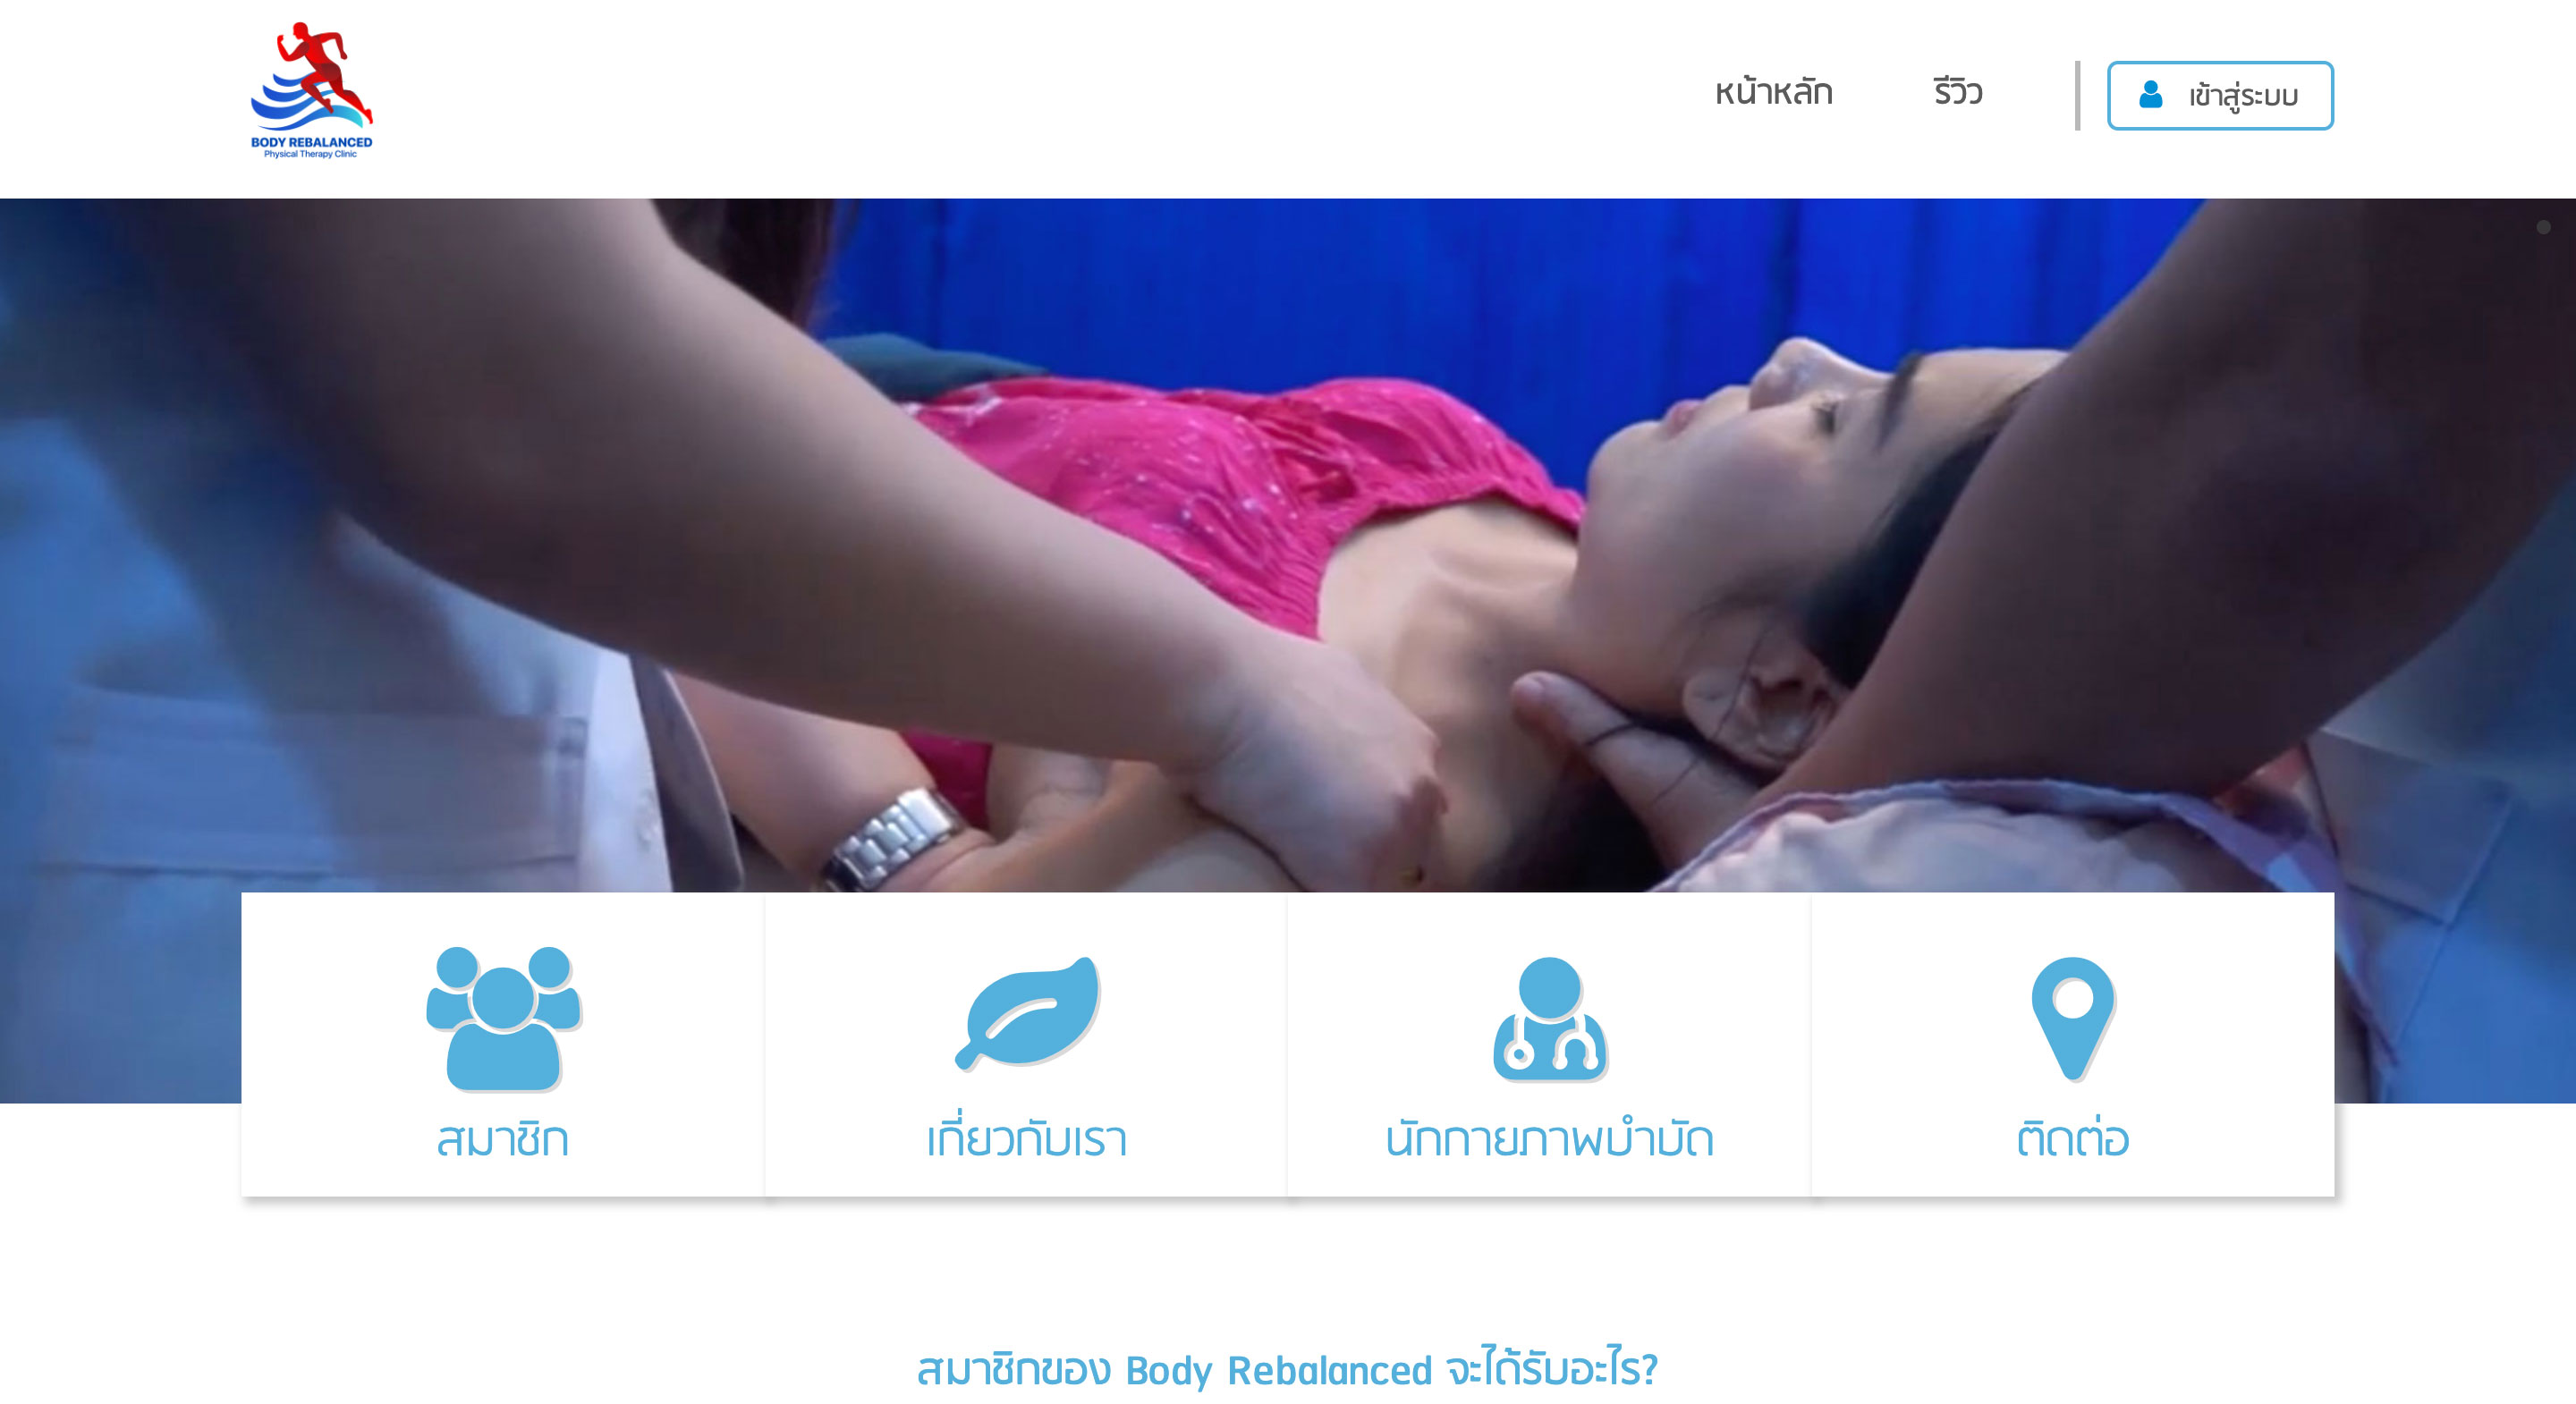 BODY REBALANCED
Physical Therapy Clinic
หน้าหลัก
รีวิว
เข้าสู่ระบบ
สมาชิก
เกี่ยวกับเรา
นักกายภาพบำบัด
ติดต่อ
สมาชิกของ Body Rebalanced จะได้รับอะไร?